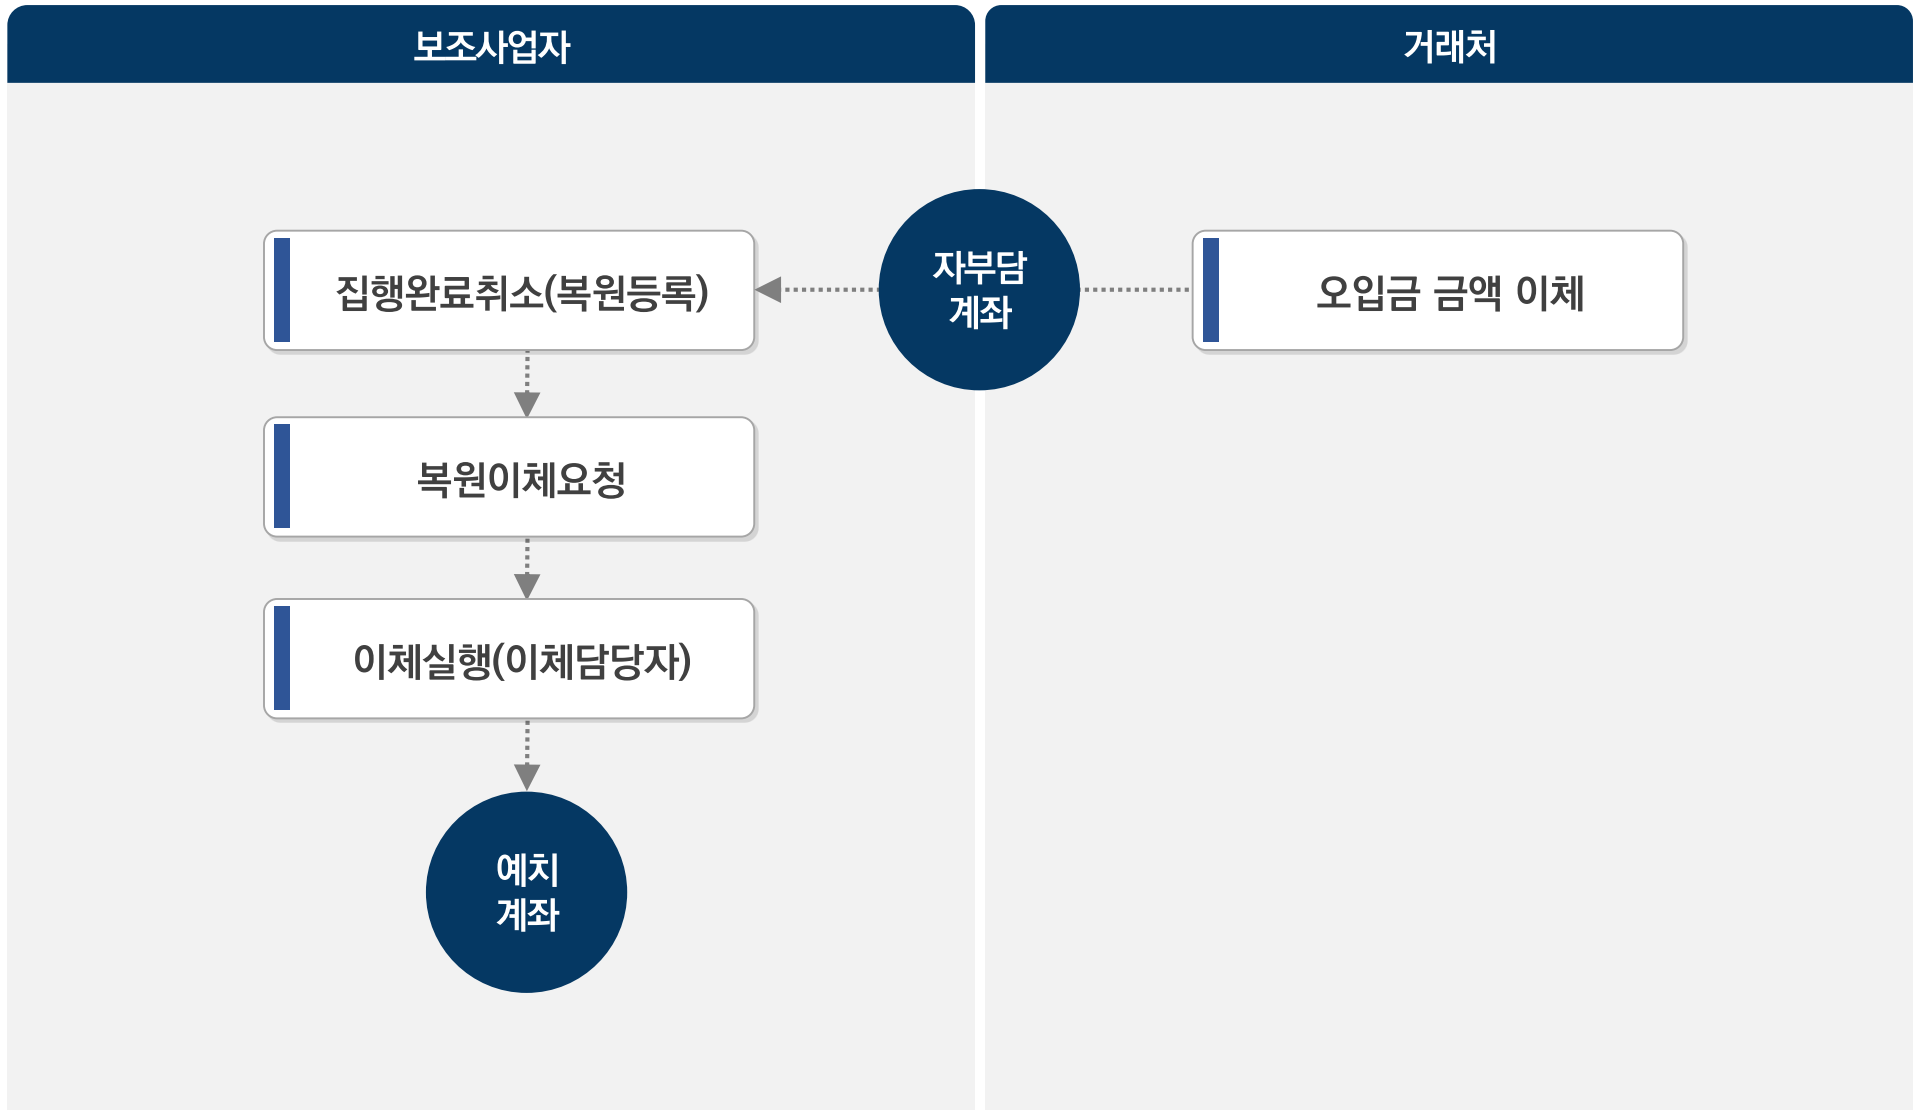 보조사업자
거래처
자부담
계좌
집행완료취소(복원등록)
오입금 금액 이체
복원이체요청
이체실행(이체담당자)
예치
계좌